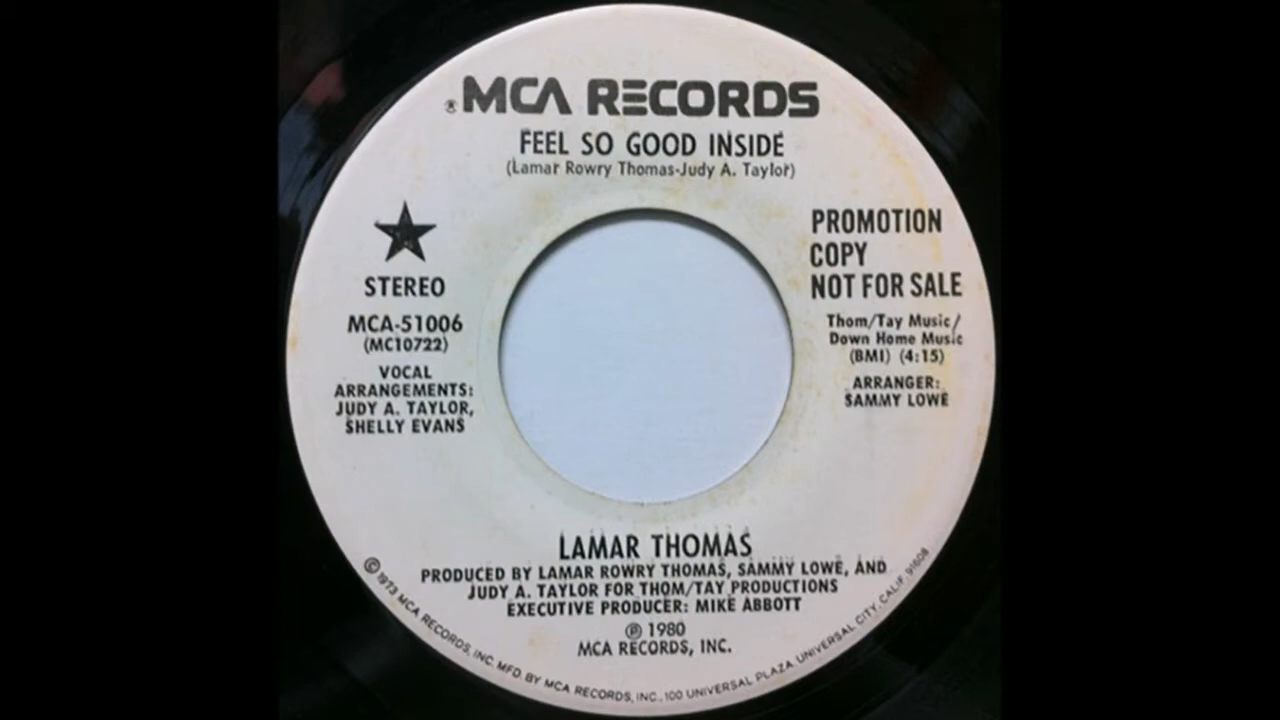 ®MCA RECORDS
FEEL SO GOOD INSIDE
(Lamar Rowry Thomas-Judy A. Taylor)
STEREO
MCA-51006
(MC10722)
VOCAL
ARRANGEMENTS:
JUDY A. TAYLOR,
SHELLY EVANS
PROMOTION
COPY
NOT FOR SALE
Thom/Tay Music/
Down Home Music
(BMI) (4:15)
ARRANGER:
SAMMY LOWE
LAMAR THOMAS
PRODUCED BY LAMAR ROWRY THOMAS, SAMMY LOWE, AND
JUDY A. TAYLOR FOR THOM/TAY PRODUCTIONS
EXECUTIVE PRODUCER: MIKE ABBOTT
℗ 1980
MCA RECORDS, INC.
© 1973 MCA RECORDS, INC. MFD. BY MCA RECORDS, INC., 100 UNIVERSAL PLAZA, UNIVERSAL CITY, CALIF. 91608